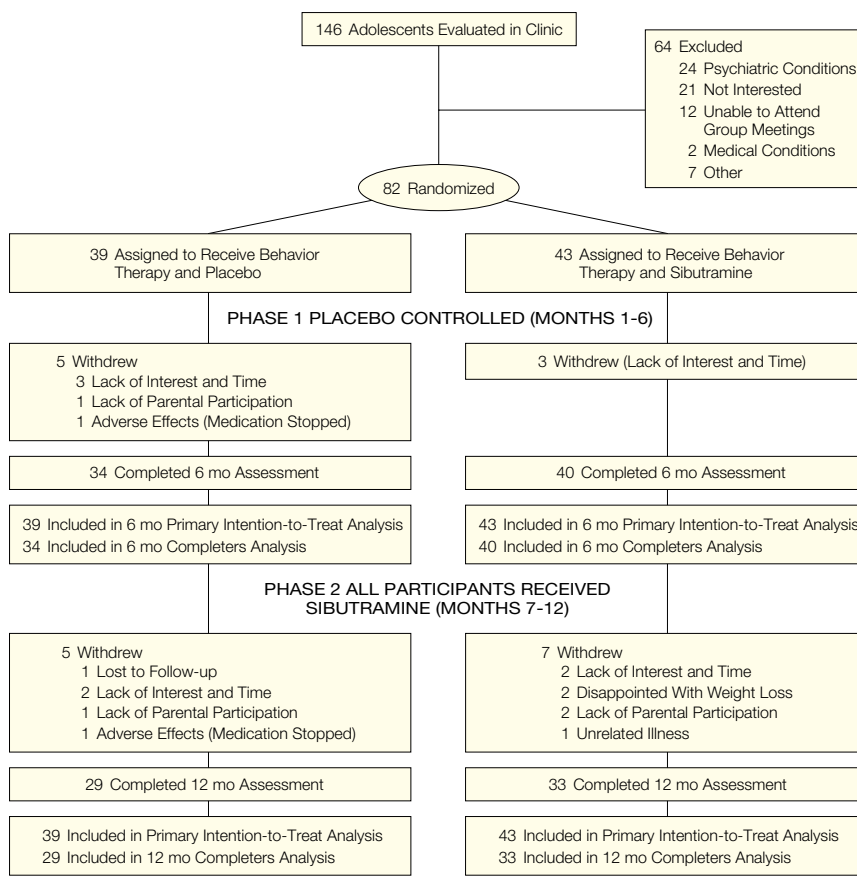 146 Adolescents Evaluated in Clinic
64 Excluded
24 Psychiatric Conditions
21 Not Interested
12 Unable to Attend
Group Meetings
2 Medical Conditions
7 Other
82 Randomized
39 Assigned to Receive Behavior
Therapy and Placebo
43 Assigned to Receive Behavior
Therapy and Sibutramine
PHASE 1 PLACEBO CONTROLLED (MONTHS 1-6)
5 Withdrew
3 Lack of Interest and Time
1 Lack of Parental Participation
1 Adverse Effects (Medication Stopped)
3 Withdrew (Lack of Interest and Time)
34 Completed 6 mo Assessment
40 Completed 6 mo Assessment
39 Included in 6 mo Primary Intention-to-Treat Analysis
34 Included in 6 mo Completers Analysis
43 Included in 6 mo Primary Intention-to-Treat Analysis
40 Included in 6 mo Completers Analysis
PHASE 2 ALL PARTICIPANTS RECEIVED
SIBUTRAMINE (MONTHS 7-12)
5 Withdrew
1 Lost to Follow-up
2 Lack of Interest and Time
1 Lack of Parental Participation
1 Adverse Effects (Medication Stopped)
7 Withdrew
2 Lack of Interest and Time
2 Disappointed With Weight Loss
2 Lack of Parental Participation
1 Unrelated Illness
29 Completed 12 mo Assessment
33 Completed 12 mo Assessment
39 Included in Primary Intention-to-Treat Analysis
29 Included in 12 mo Completers Analysis
43 Included in Primary Intention-to-Treat Analysis
33 Included in 12 mo Completers Analysis